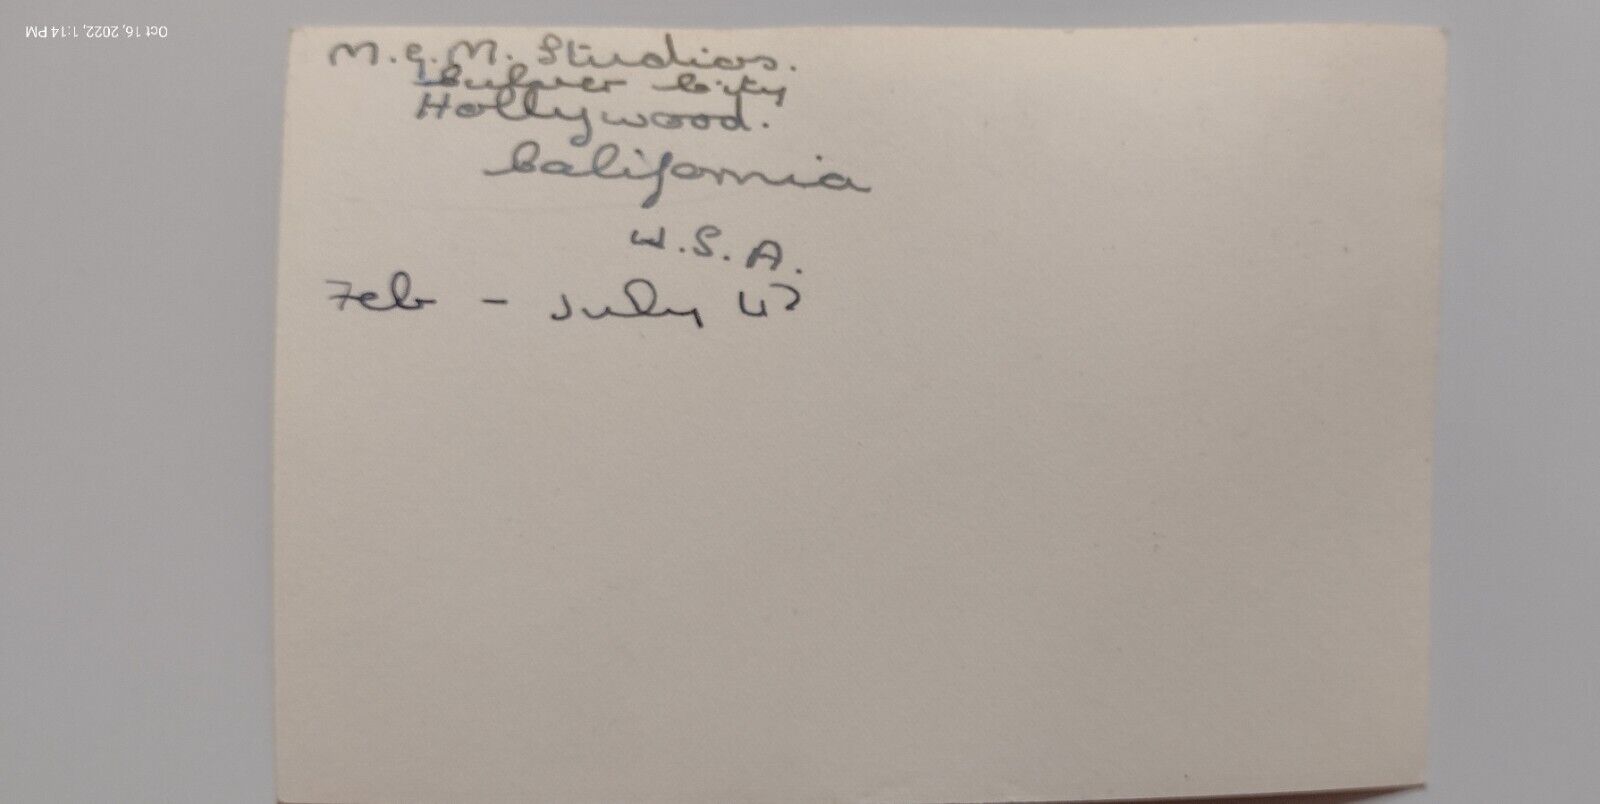 Oct 16, 2022, 1:14 PM
M.G.M. Studios.
Culver City
Hollywood.
California
U.S.A.
Feb - July 47